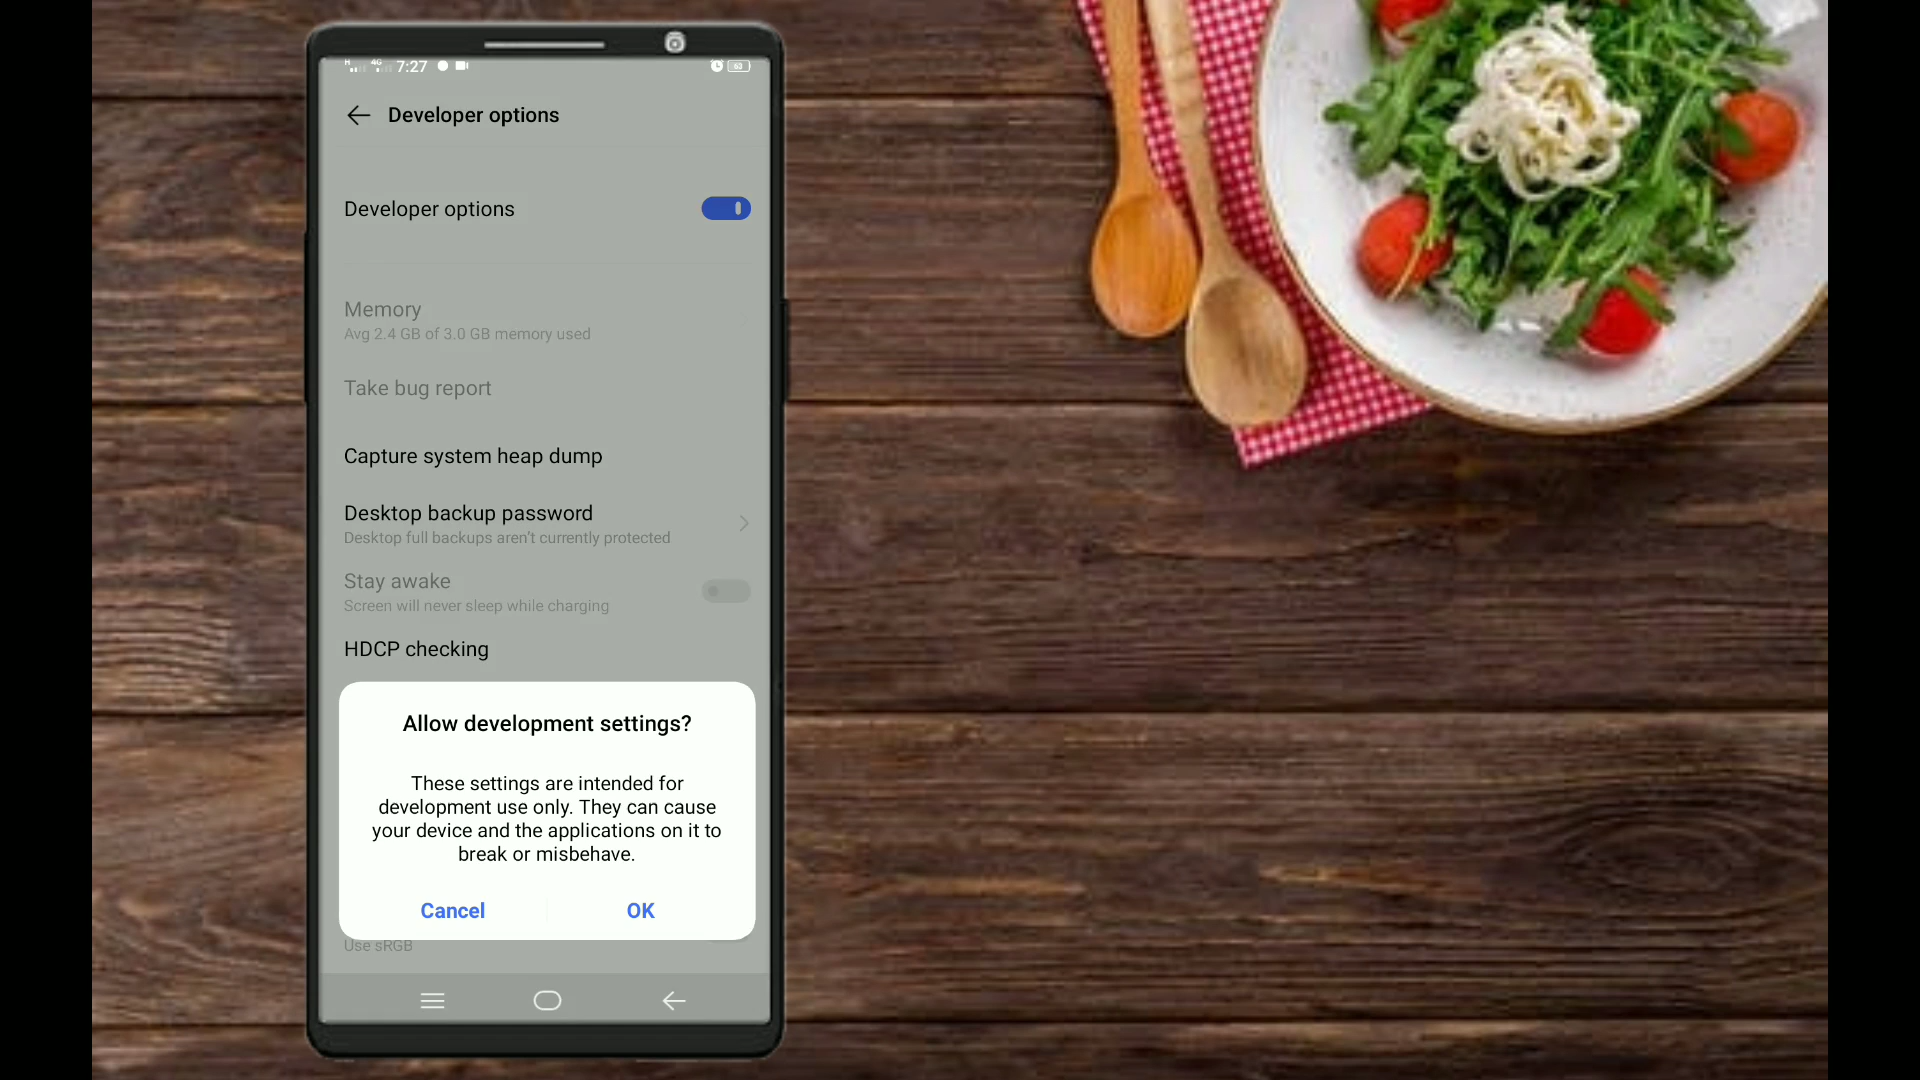 H 4G 7:27 63
Developer options
Developer options
Memory
Avg 2.4 GB of 3.0 GB memory used
Take bug report
Capture system heap dump
Desktop backup password
Desktop full backups aren't currently protected
Stay awake
Screen will never sleep while charging
HDCP checking
Allow development settings?
These settings are intended for
development use only. They can cause
your device and the applications on it to
break or misbehave.
Cancel OK
Use sRGB